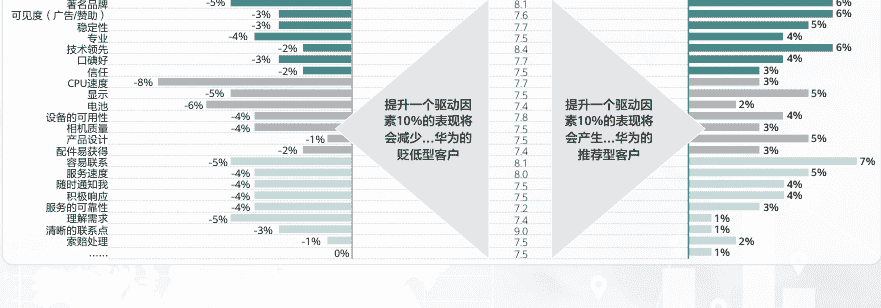 著名品牌 -5% 8.1 6%
可见度（广告/赞助） -3% 7.6 6%
稳定性 -3% 7.7 5%
专业 -4% 7.5 4%
技术领先 -2% 8.4 6%
口碑好 -3% 7.7 4%
信任 -2% 7.5 3%
CPU速度 -8% 7.7 3%
显示 -5% 7.5 5%
电池 -6% 7.4 2%
设备的可用性 -4% 7.8 4%
相机质量 -4% 7.5 3%
产品设计 -1% 7.5 5%
配件易获得 -2% 7.4 3%
容易联系 -5% 8.1 7%
服务速度 -4% 8.0 5%
随时通知我 -4% 7.5 4%
积极响应 -4% 7.5 4%
服务的可靠性 -4% 7.2 3%
理解需求 -5% 7.4 1%
清晰的联系点 -3% 9.0 1%
索赔处理 -1% 7.5 2%
…… 0% 7.5 1%
提升一个驱动因
素10%的表现将
会减少…华为的
贬低型客户
提升一个驱动因
素10%的表现将
会产生…华为的
推荐型客户